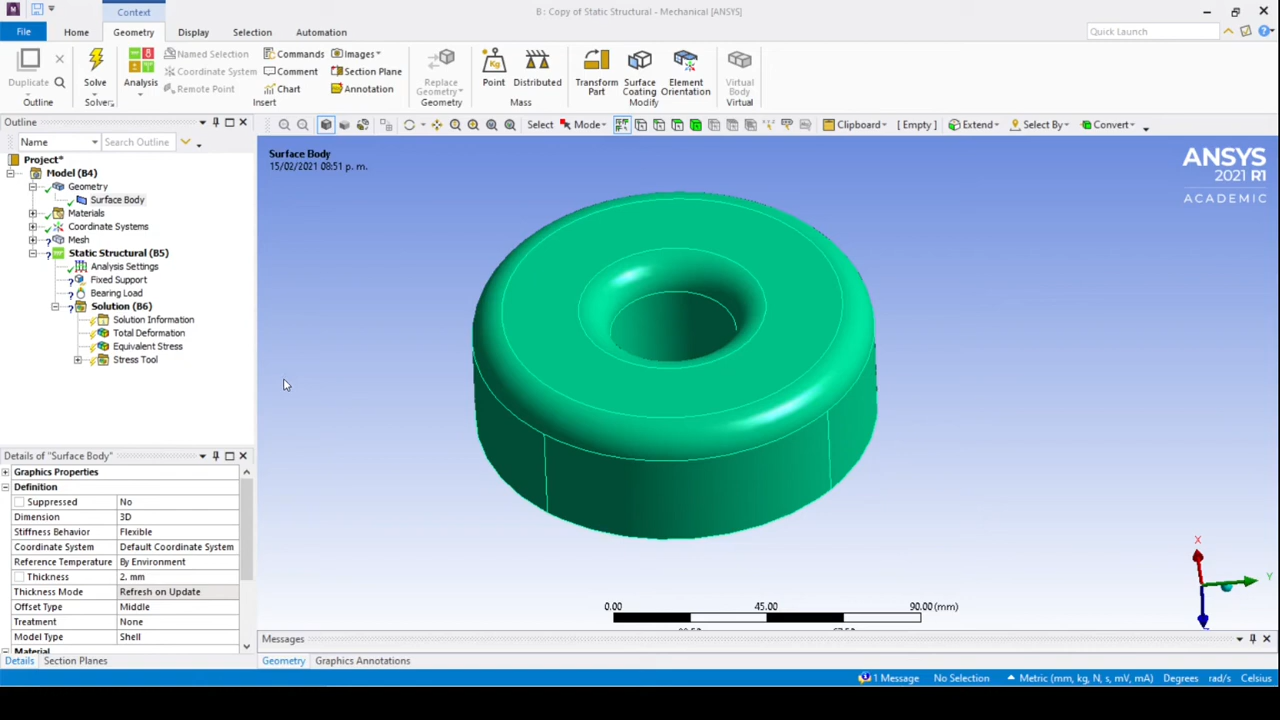 Context
B : Copy of Static Structural - Mechanical [ANSYS]
File Home Geometry Display Selection Automation Quick Launch
Duplicate Outline
Solve Solver
Analysis
Named Selection
Coordinate System
Remote Point
Commands
Comment
Chart
Images
Section Plane
Annotation
Insert
Replace Geometry
Geometry
Point Distributed
Mass
Transform Part
Surface Coating
Element Orientation
Modify
Virtual Body
Virtual
Outline
Select Mode Clipboard [ Empty ] Extend Select By Convert
Name Search Outline
Project*
Model (B4)
Geometry
Surface Body
Materials
Coordinate Systems
Mesh
Static Structural (B5)
Analysis Settings
Fixed Support
Bearing Load
Solution (B6)
Solution Information
Total Deformation
Equivalent Stress
Stress Tool
Surface Body
15/02/2021 08:51 p. m.
ANSYS
2021 R1
ACADEMIC
Details of "Surface Body"
Graphics Properties
Definition
Suppressed No
Dimension 3D
Stiffness Behavior Flexible
Coordinate System Default Coordinate System
Reference Temperature By Environment
Thickness 2. mm
Thickness Mode Refresh on Update
Offset Type Middle
Treatment None
Model Type Shell
Material
Details Section Planes
X
Y
Z
0.00 45.00 90.00 (mm)
Messages
Geometry Graphics Annotations
1 Message No Selection Metric (mm, kg, N, s, mV, mA) Degrees rad/s Celsius